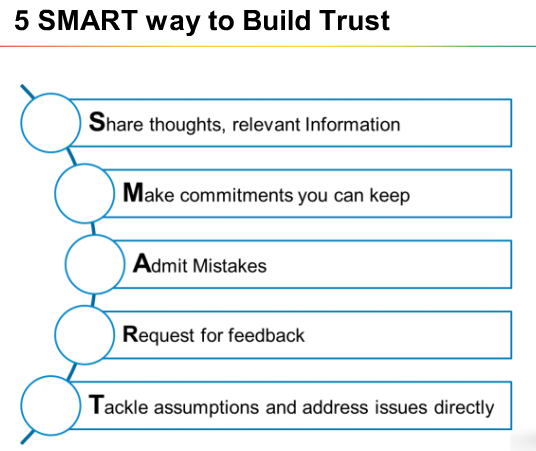 5 SMART way to Build Trust
Share thoughts, relevant Information
Make commitments you can keep
Admit Mistakes
Request for feedback
Tackle assumptions and address issues directly